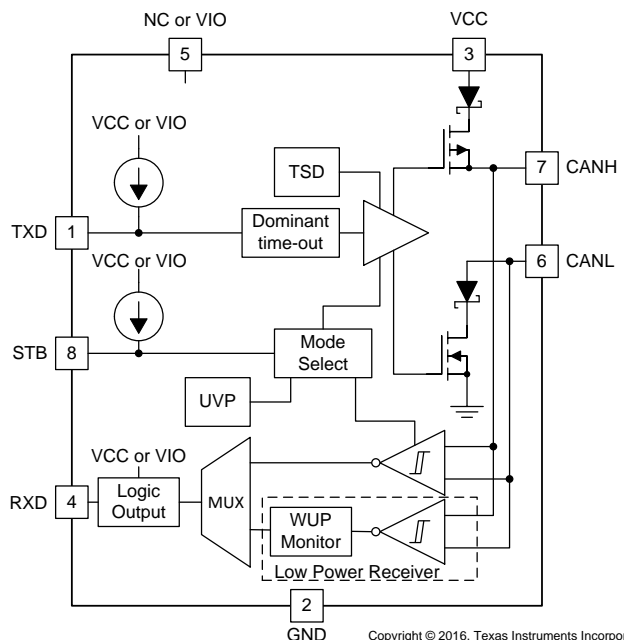 NC or VIO
VCC
5
3
VCC or VIO
TSD
7
CANH
TXD
1
Dominant
time-out
VCC or VIO
6
CANL
STB
8
Mode
Select
UVP
VCC or VIO
RXD
4
Logic
Output
MUX
WUP
Monitor
Low Power Receiver
2
GND
Copyright © 2016, Texas Instruments Incorpor